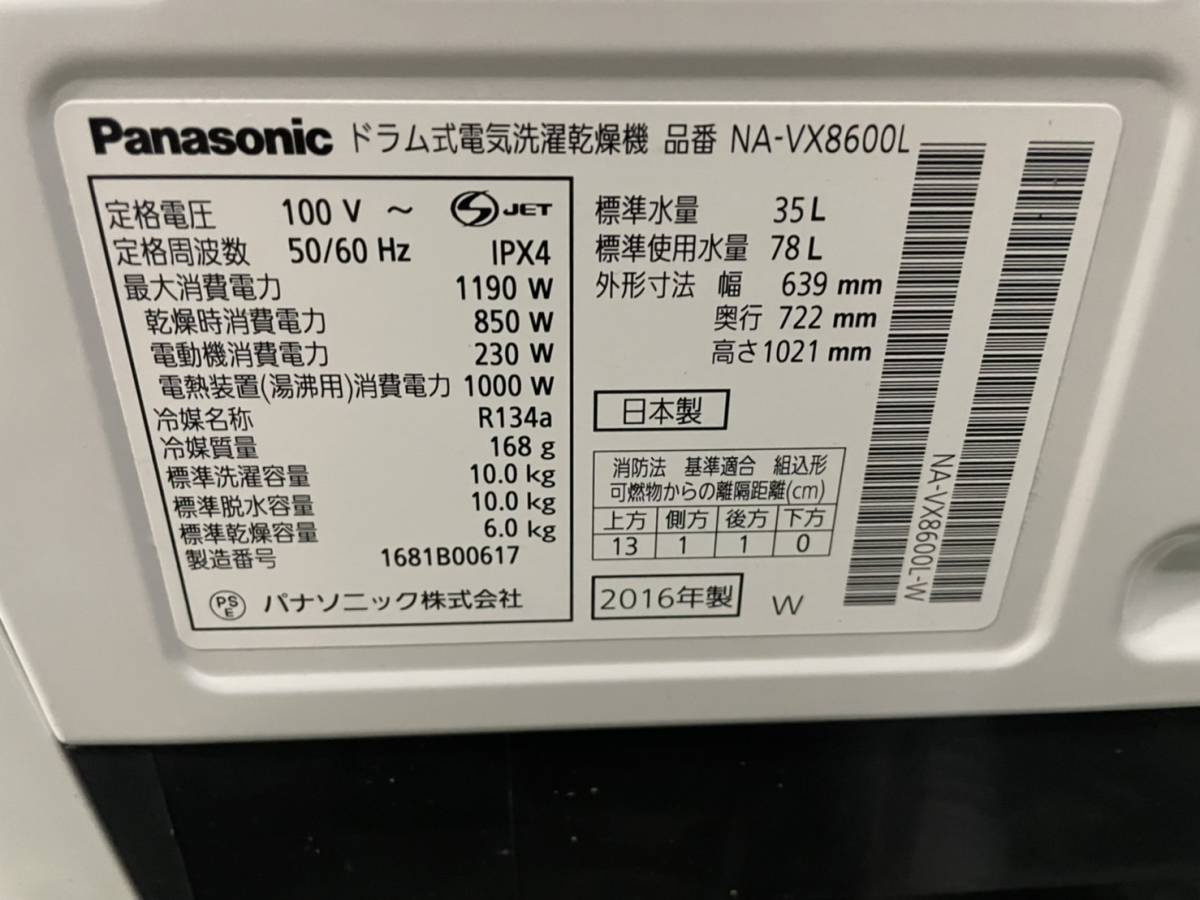 Panasonic ドラム式電気洗濯乾燥機 品番 NA-VX8600L
定格電圧 100 V ～ JET
定格周波数 50/60 Hz IPX4
最大消費電力 1190 W
乾燥時消費電力 850 W
電動機消費電力 230 W
電熱装置(湯沸用)消費電力 1000 W
冷媒名称 R134a
冷媒質量 168 g
標準洗濯容量 10.0 kg
標準脱水容量 10.0 kg
標準乾燥容量 6.0 kg
製造番号 1681B00617
PS E パナソニック株式会社
標準水量 35 L
標準使用水量 78 L
外形寸法 幅 639 mm
奥行 722 mm
高さ 1021 mm
日本製
消防法 基準適合 組込形
可燃物からの離隔距離(cm)
上方 側方 後方 下方
13 1 1 0
2016年製 W
NA-VX8600L-W